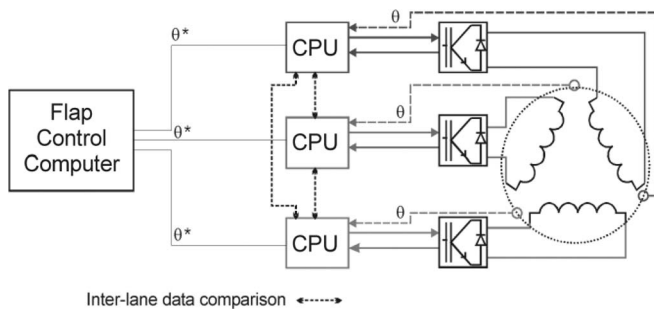 θ
θ*
CPU
Flap
Control
Computer
θ
θ*
CPU
θ
θ*
CPU
Inter-lane data comparison